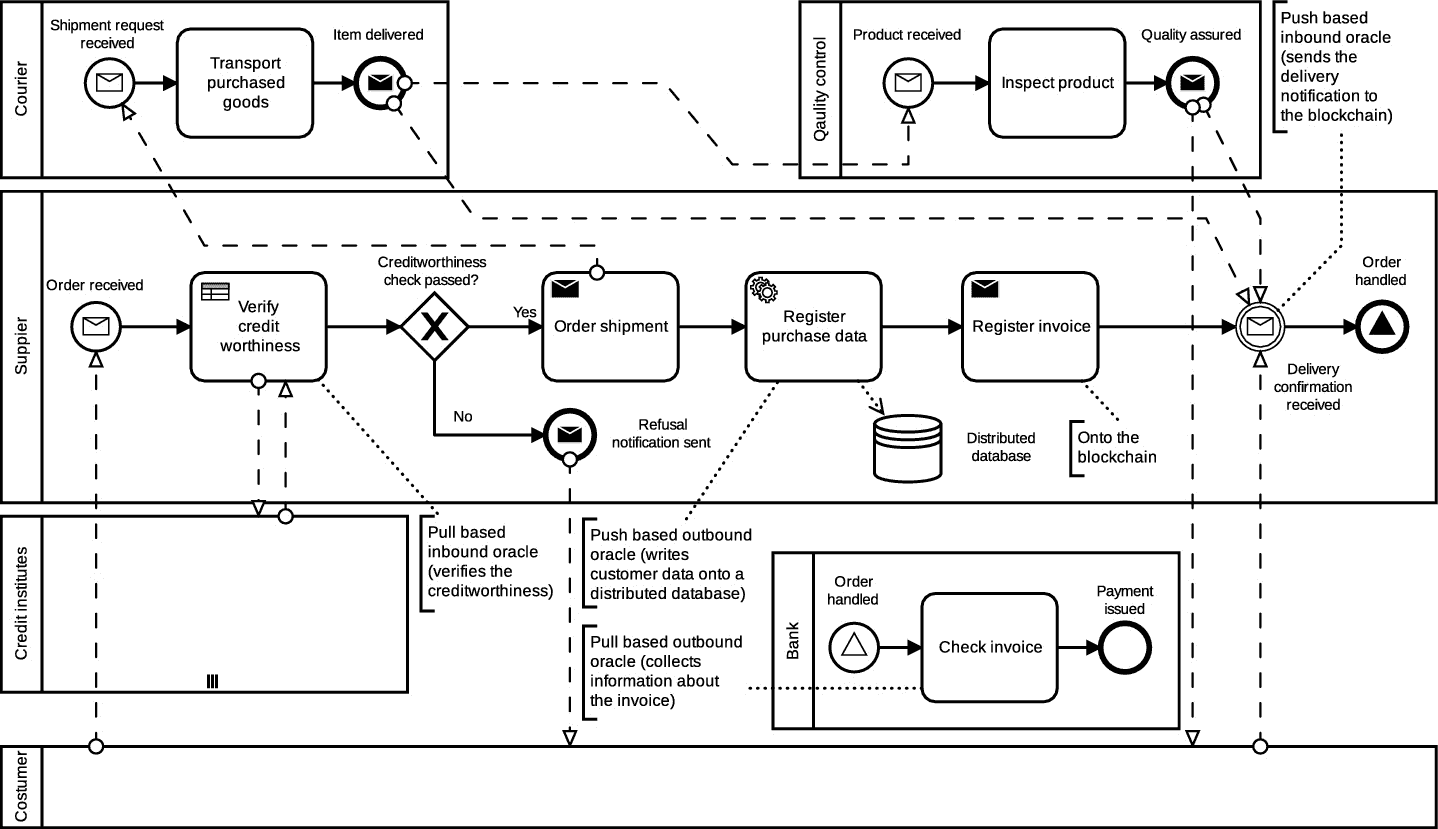 Courier
Shipment request
received
Transport
purchased
goods
Item delivered
Qaulity control
Product received
Inspect product
Quality assured
Push based
inbound oracle
(sends the
delivery
notification to
the blockchain)
Suppier
Order received
Verify
credit
worthiness
Creditworthiness
check passed?
Yes
No
Order shipment
Refusal
notification sent
Register
purchase data
Distributed
database
Register invoice
Onto the
blockchain
Delivery
confirmation
received
Order
handled
Credit institutes
Pull based
inbound oracle
(verifies the
creditworthiness)
Push based outbound
oracle (writes
customer data onto a
distributed database)
Pull based outbound
oracle (collects
information about
the invoice)
Bank
Order
handled
Check invoice
Payment
issued
Costumer